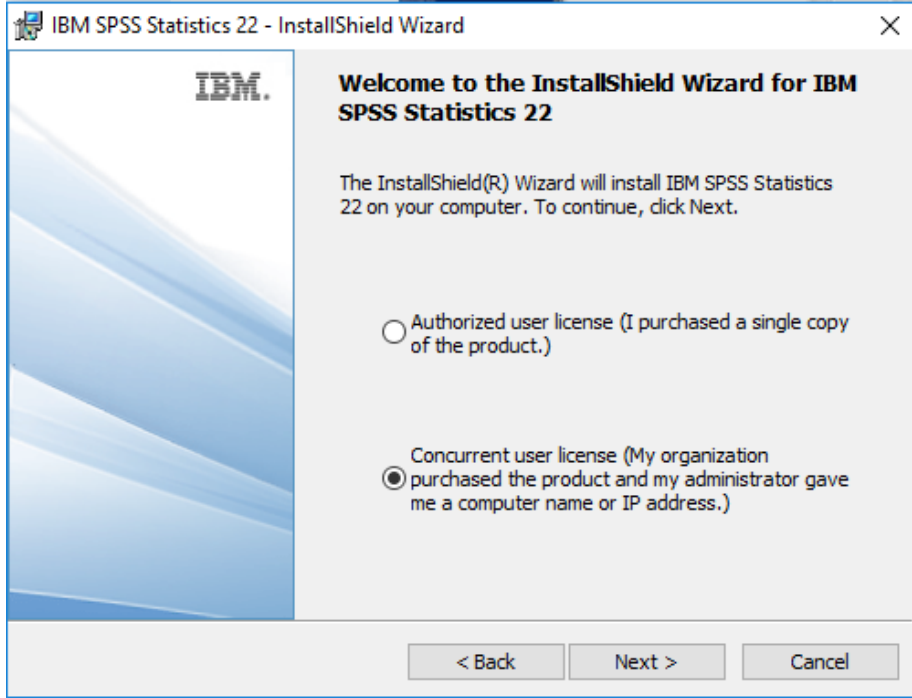 IBM SPSS Statistics 22 - InstallShield Wizard
IBM.
Welcome to the InstallShield Wizard for IBM
SPSS Statistics 22
The InstallShield(R) Wizard will install IBM SPSS Statistics
22 on your computer. To continue, click Next.
Authorized user license (I purchased a single copy
of the product.)
Concurrent user license (My organization
purchased the product and my administrator gave
me a computer name or IP address.)
< Back
Next >
Cancel